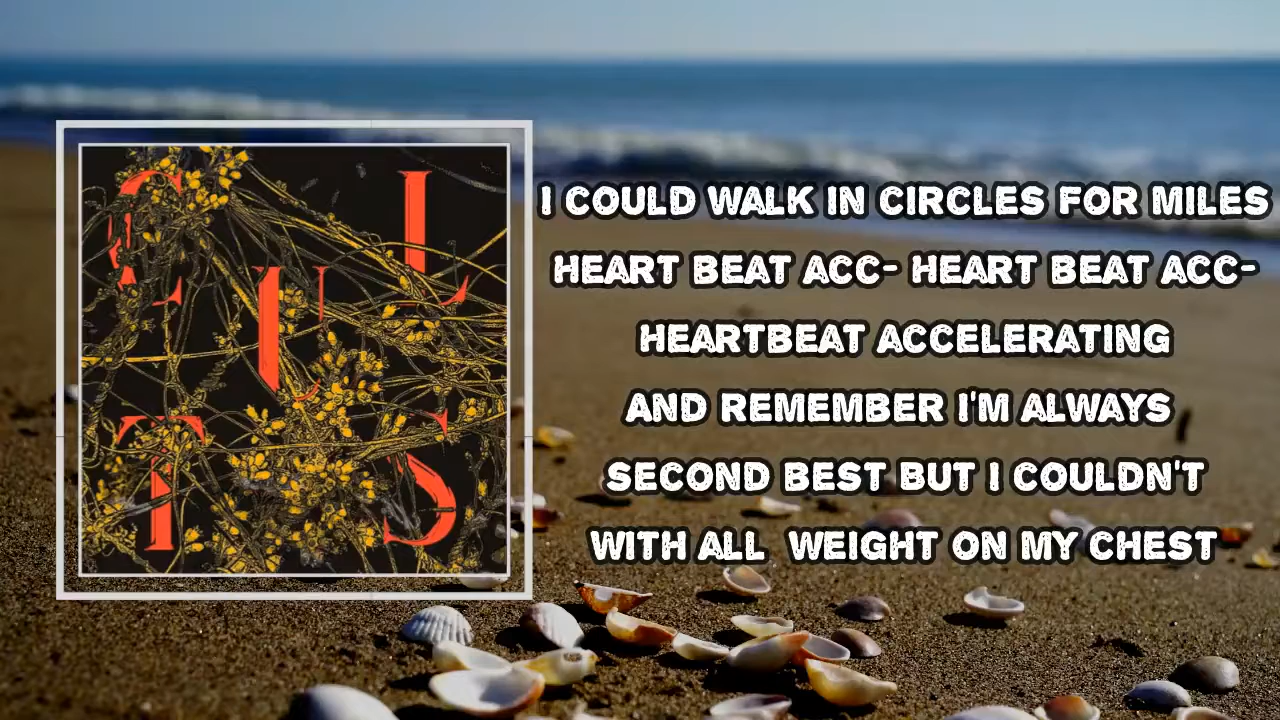 CULTS
I COULD WALK IN CIRCLES FOR MILES
HEART BEAT ACC- HEART BEAT ACC-
HEARTBEAT ACCELERATING
AND REMEMBER I'M ALWAYS
SECOND BEST BUT I COULDN'T
WITH ALL  WEIGHT ON MY CHEST